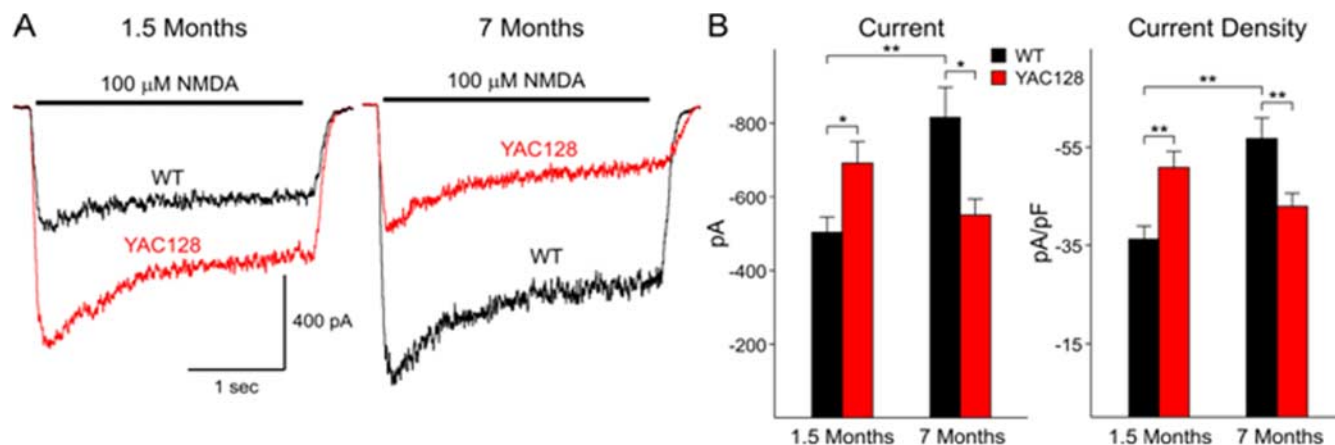 A
1.5 Months
7 Months
100 μM NMDA
100 μM NMDA
WT
YAC128
YAC128
WT
400 pA
1 sec
B
Current
Current Density
WT
YAC128
**
*
*
**
**
**
pA
-800
-600
-400
-200
pA/pF
-55
-35
-15
1.5 Months
7 Months
1.5 Months
7 Months